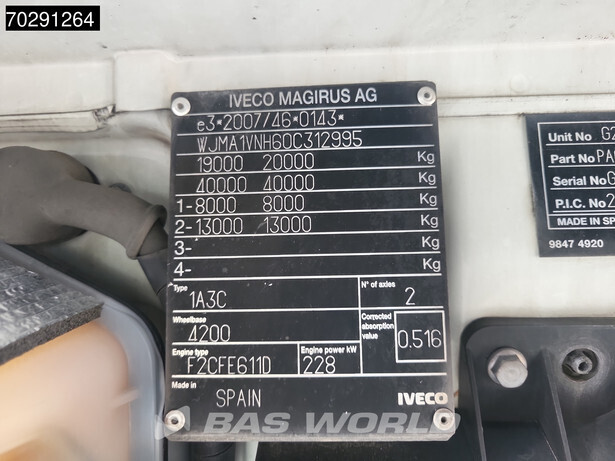 70291264
IVECO MAGIRUS AG
e3*2007/46*0143*
WJMA1VNH60C312995
19000 20000 Kg
40000 40000 Kg
1-8000 8000 Kg
2-13000 13000 Kg
3- Kg
4- Kg
Type
1A3C
N° of axles
2
Wheelbase
4200
Corrected absorption value
0.516
Engine type
F2CFE611D
Engine power kW
228
Made in
SPAIN
IVECO
BAS WORLD
Unit No
Part No
Serial No
P.I.C. No
MADE IN
9847 4920